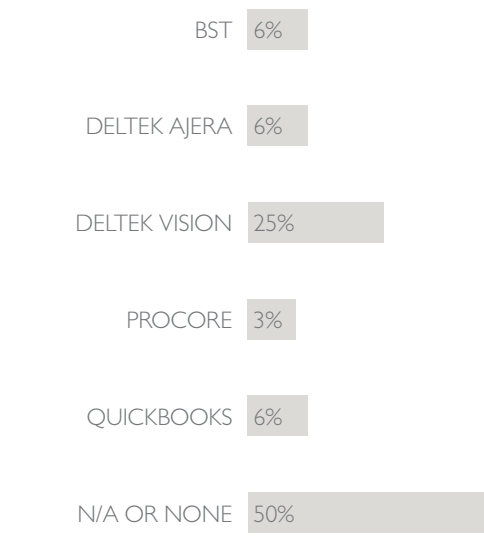 BST 6%
DELTEK AJERA 6%
DELTEK VISION 25%
PROCORE 3%
QUICKBOOKS 6%
N/A OR NONE 50%